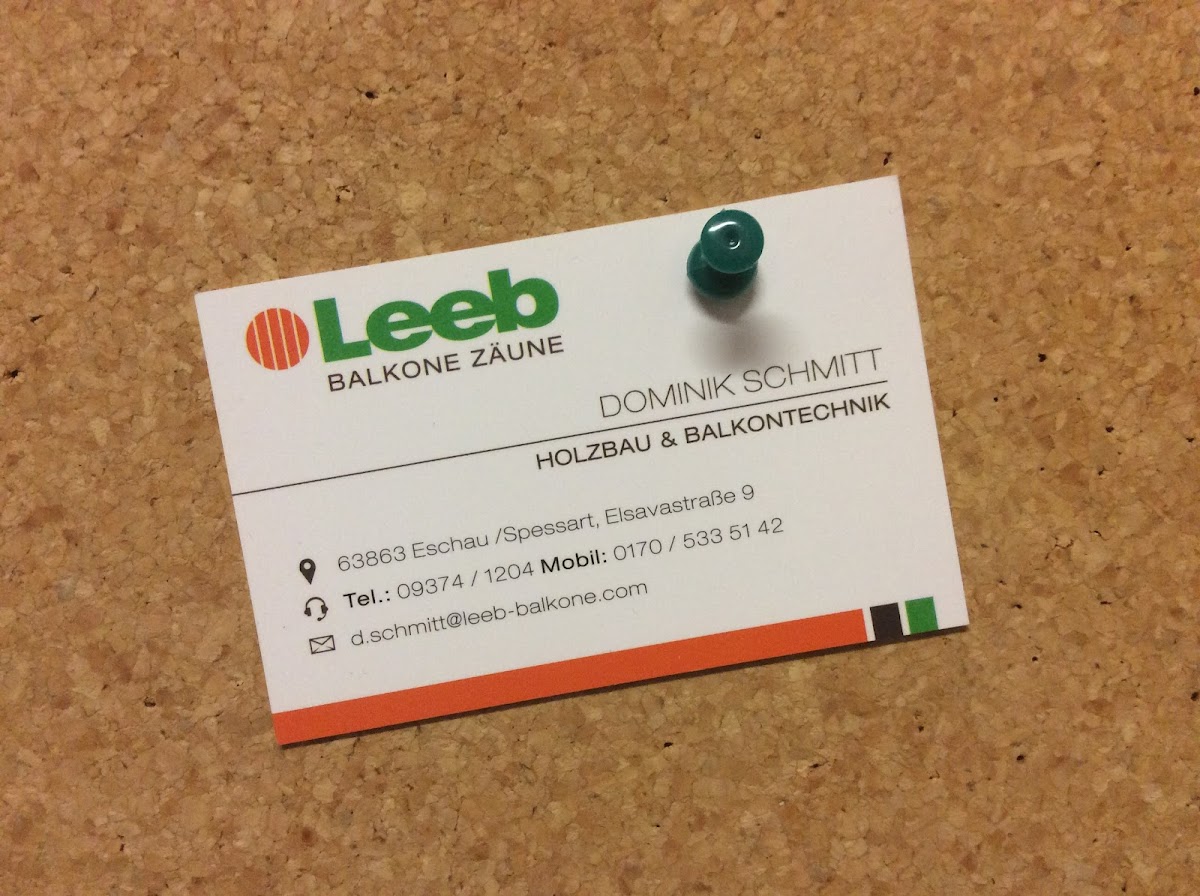 Leeb
BALKONE ZÄUNE
DOMINIK SCHMITT
HOLZBAU & BALKONTECHNIK
63863 Eschau /Spessart, Elsavastraße 9
Tel.: 09374 / 1204 Mobil: 0170 / 533 51 42
d.schmitt@leeb-balkone.com